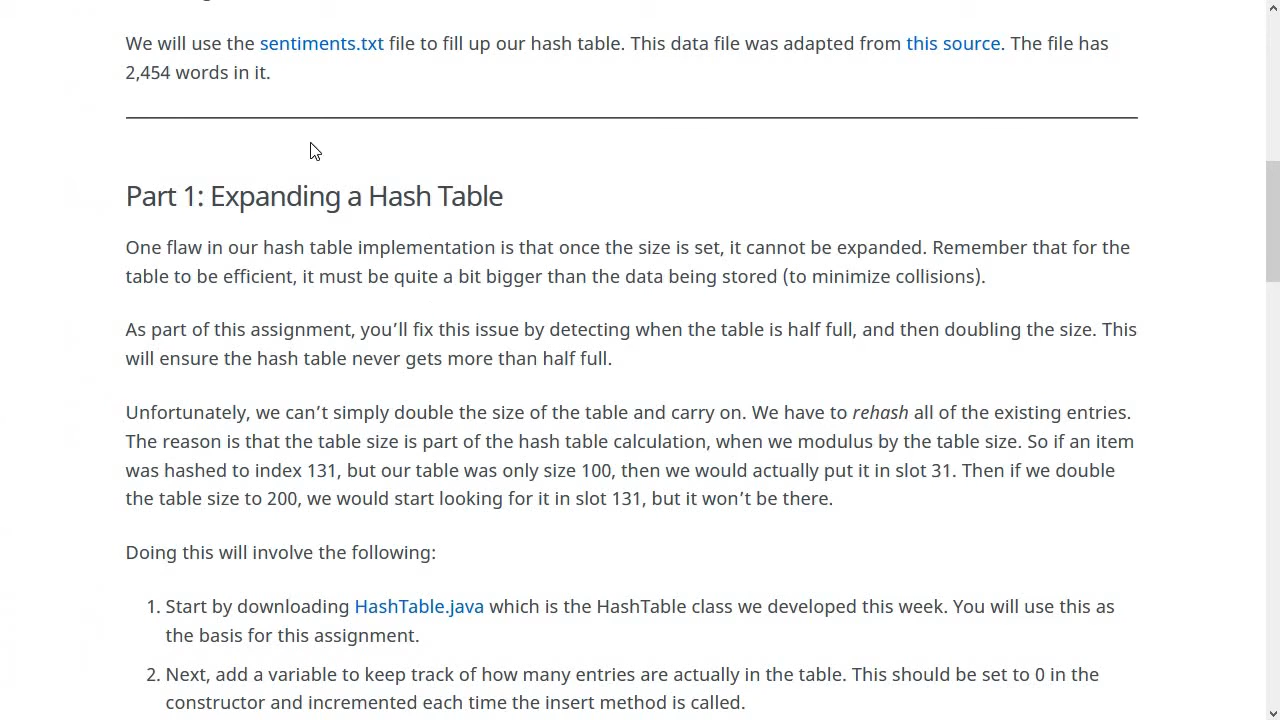 We will use the sentiments.txt file to fill up our hash table. This data file was adapted from this source. The file has
2,454 words in it.
Part 1: Expanding a Hash Table
One flaw in our hash table implementation is that once the size is set, it cannot be expanded. Remember that for the
table to be efficient, it must be quite a bit bigger than the data being stored (to minimize collisions).
As part of this assignment, you’ll fix this issue by detecting when the table is half full, and then doubling the size. This
will ensure the hash table never gets more than half full.
Unfortunately, we can’t simply double the size of the table and carry on. We have to rehash all of the existing entries.
The reason is that the table size is part of the hash table calculation, when we modulus by the table size. So if an item
was hashed to index 131, but our table was only size 100, then we would actually put it in slot 31. Then if we double
the table size to 200, we would start looking for it in slot 131, but it won’t be there.
Doing this will involve the following:
1. Start by downloading HashTable.java which is the HashTable class we developed this week. You will use this as
the basis for this assignment.
2. Next, add a variable to keep track of how many entries are actually in the table. This should be set to 0 in the
constructor and incremented each time the insert method is called.